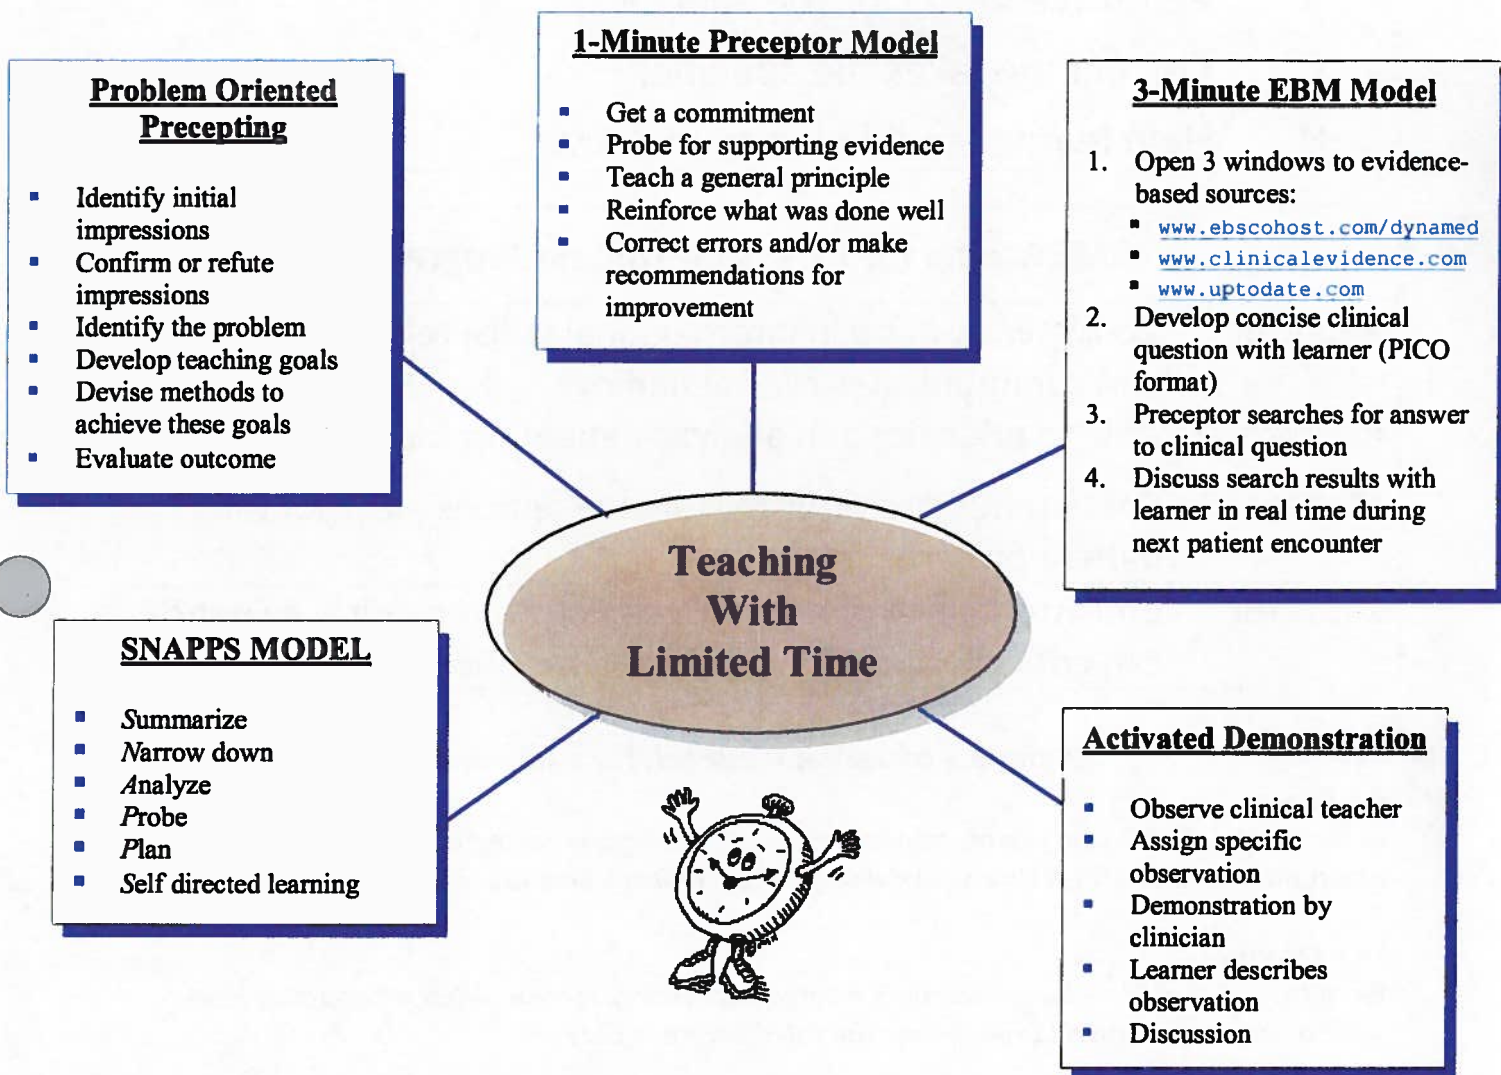 1-Minute Preceptor Model
▪ Get a commitment
▪ Probe for supporting evidence
▪ Teach a general principle
▪ Reinforce what was done well
▪ Correct errors and/or make
recommendations for
improvement
Problem Oriented
Precepting
▪ Identify initial
impressions
▪ Confirm or refute
impressions
▪ Identify the problem
▪ Develop teaching goals
▪ Devise methods to
achieve these goals
▪ Evaluate outcome
3-Minute EBM Model
1. Open 3 windows to evidence-
based sources:
▪ www.ebscohost.com/dynamed
▪ www.clinicalevidence.com
▪ www.uptodate.com
2. Develop concise clinical
question with learner (PICO
format)
3. Preceptor searches for answer
to clinical question
4. Discuss search results with
learner in real time during
next patient encounter
Teaching
With
Limited Time
SNAPPS MODEL
▪ Summarize
▪ Narrow down
▪ Analyze
▪ Probe
▪ Plan
▪ Self directed learning
Activated Demonstration
▪ Observe clinical teacher
▪ Assign specific
observation
▪ Demonstration by
clinician
▪ Learner describes
observation
▪ Discussion